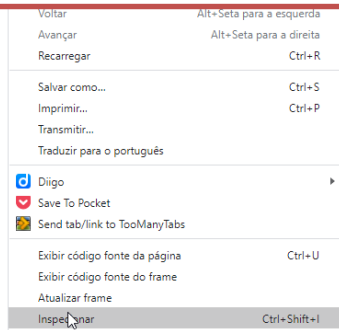 Voltar Alt+Seta para a esquerda
Avançar Alt+Seta para a direita
Recarregar Ctrl+R
Salvar como... Ctrl+S
Imprimir... Ctrl+P
Transmitir...
Traduzir para o português
Diigo
Save To Pocket
Send tab/link to TooManyTabs
Exibir código fonte da página Ctrl+U
Exibir código fonte do frame
Atualizar frame
Inspecionar Ctrl+Shift+I